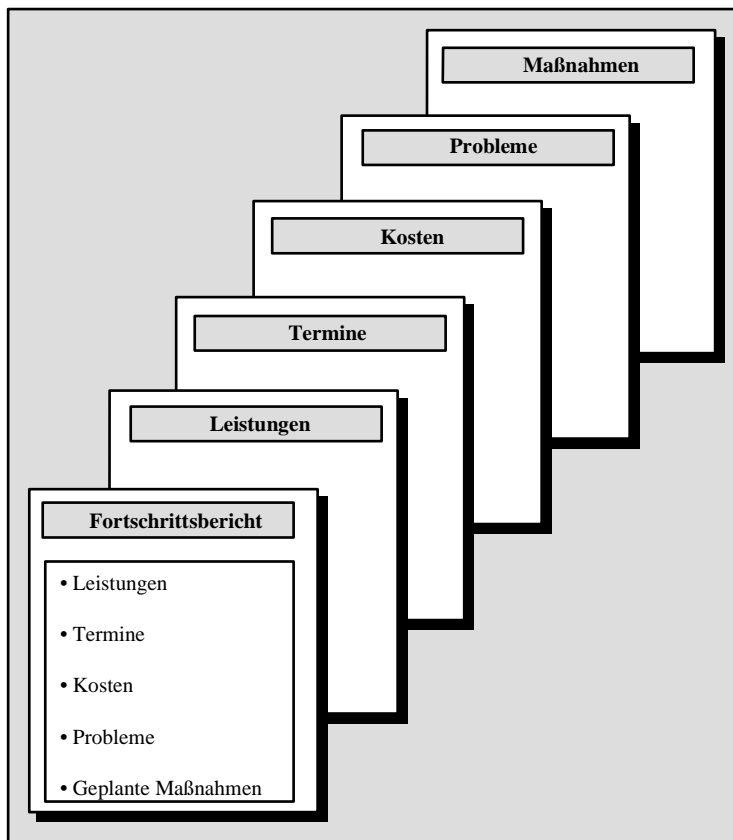 Maßnahmen
Probleme
Kosten
Termine
Leistungen
Fortschrittsbericht
• Leistungen
• Termine
• Kosten
• Probleme
• Geplante Maßnahmen